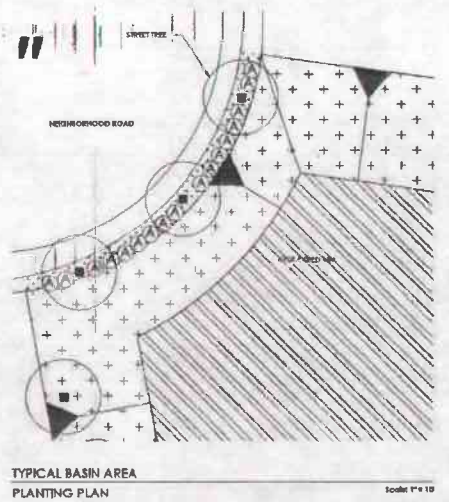 STREET TREE
NEIGHBORHOOD ROAD
TYPICAL BASIN AREA
PLANTING PLAN